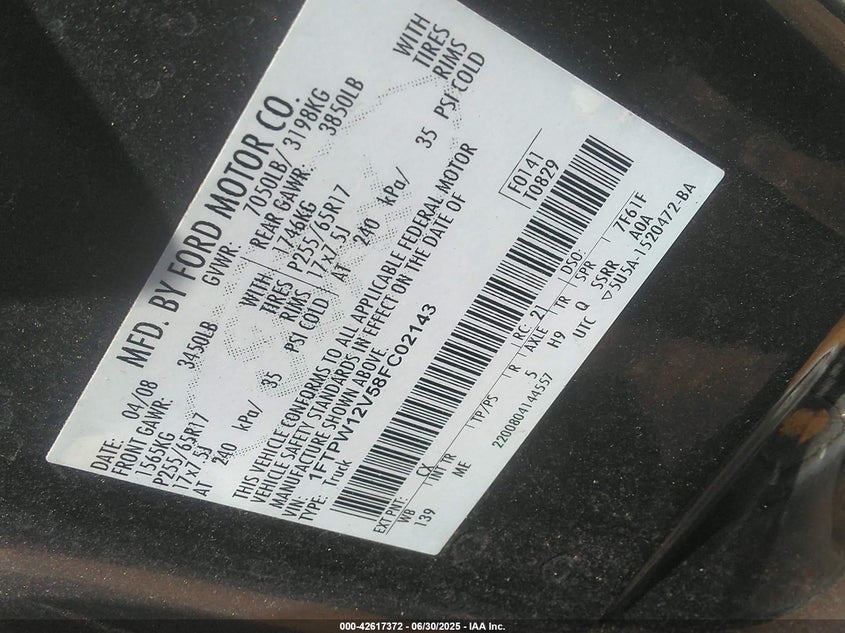 MFD. BY FORD MOTOR CO.
DATE: 04/08 GVWR: 7050LB/ 3198KG
FRONT GAWR: 3450LB REAR GAWR: 3850LB
1565KG WITH 1746KG WITH
P255/65R17 TIRES P255/65R17 TIRES
17x7.5J RIMS 17x7.5J RIMS
AT 240 kPa/ 35 PSI COLD AT 240 kPa/ 35 PSI COLD
THIS VEHICLE CONFORMS TO ALL APPLICABLE FEDERAL MOTOR
VEHICLE SAFETY STANDARDS IN EFFECT ON THE DATE OF
MANUFACTURE SHOWN ABOVE.
VIN: 1FTPW12V58FC02143
TYPE: Truck
F0141
T0829
EXT PNT: CX RC: 21 DSO:
WB INT TR TP/PS R AXLE TR SPR 7F61F
139 ME 5 H9 Q SSRR A0A
2200804144557 UTC ▽5U5A-1520472-BA
000-42617372 - 06/30/2025 - IAA Inc.